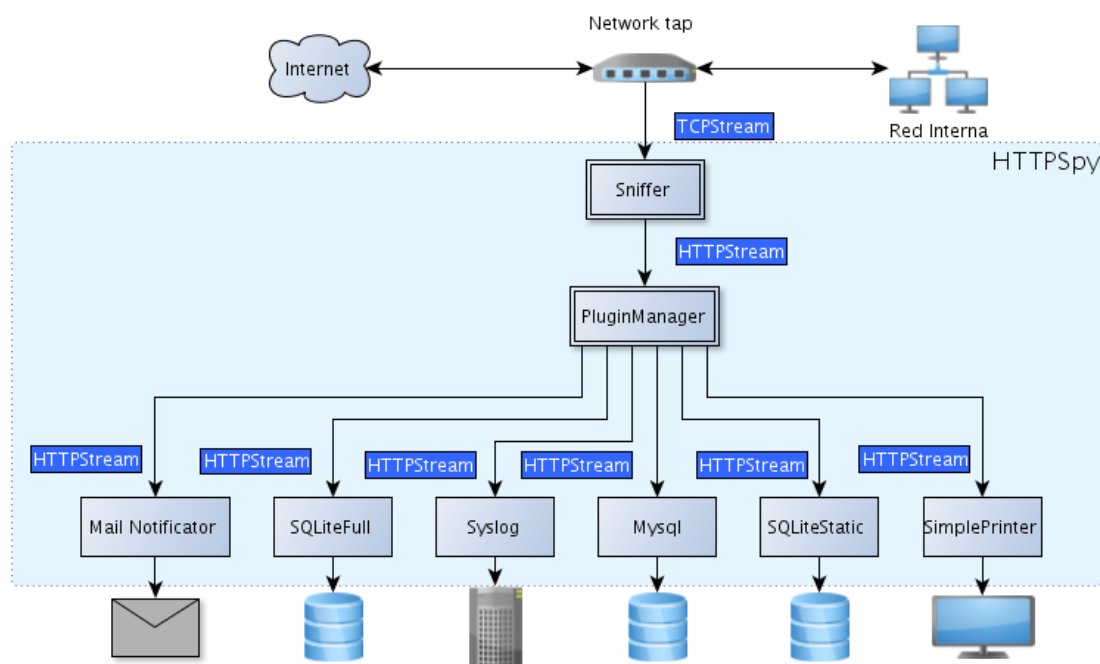 Network tap
Internet
Red Interna
TCPStream
HTTPSpy
Sniffer
HTTPStream
PluginManager
HTTPStream
HTTPStream
HTTPStream
HTTPStream
HTTPStream
HTTPStream
Mail Notificator
SQLiteFull
Syslog
Mysql
SQLiteStatic
SimplePrinter